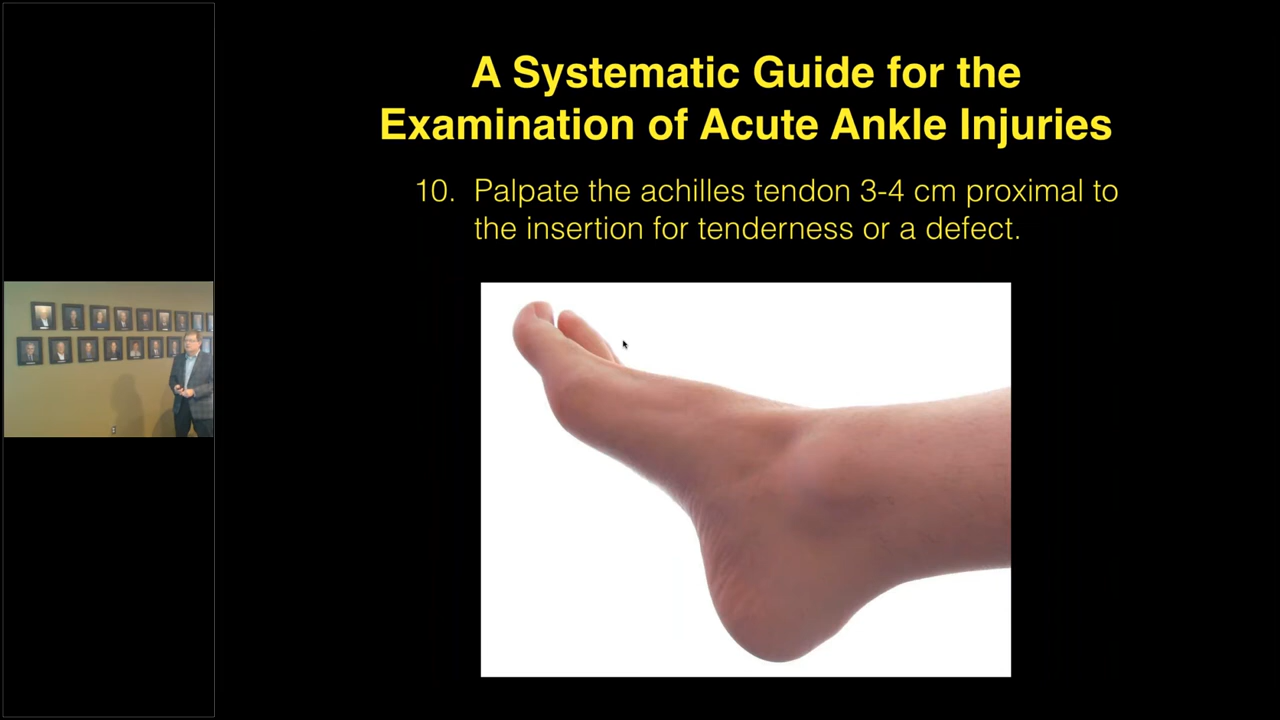 A Systematic Guide for the
Examination of Acute Ankle Injuries
10. Palpate the achilles tendon 3-4 cm proximal to
the insertion for tenderness or a defect.